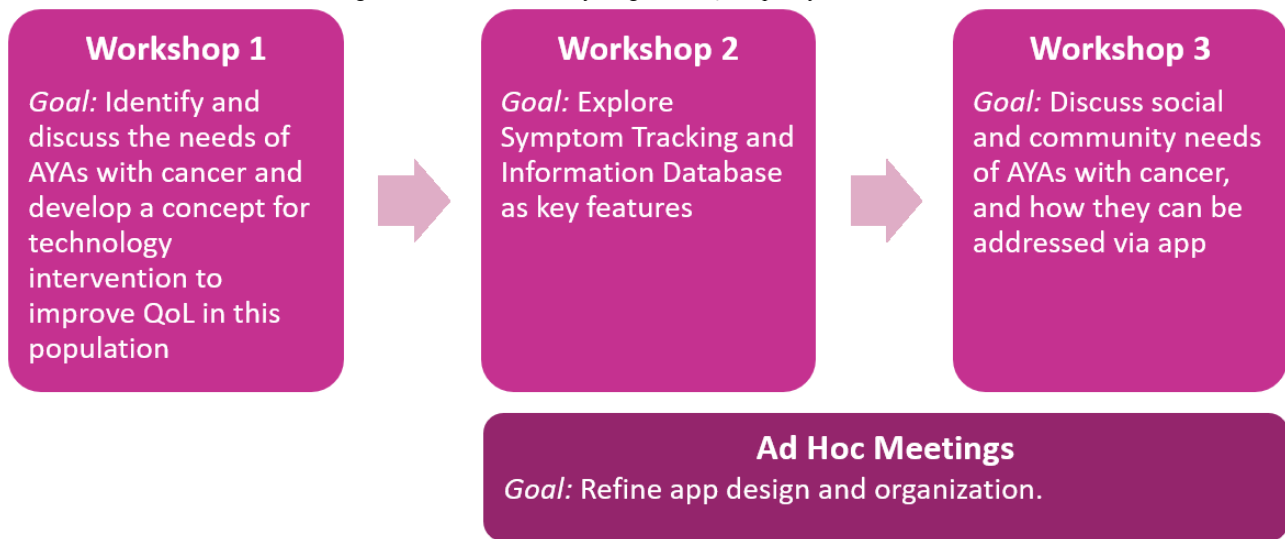 Workshop 1
Goal: Identify and
discuss the needs of
AYAs with cancer and
develop a concept for
technology
intervention to
improve QoL in this
population
Workshop 2
Goal: Explore
Symptom Tracking and
Information Database
as key features
Workshop 3
Goal: Discuss social
and community needs
of AYAs with cancer,
and how they can be
addressed via app
Ad Hoc Meetings
Goal: Refine app design and organization.